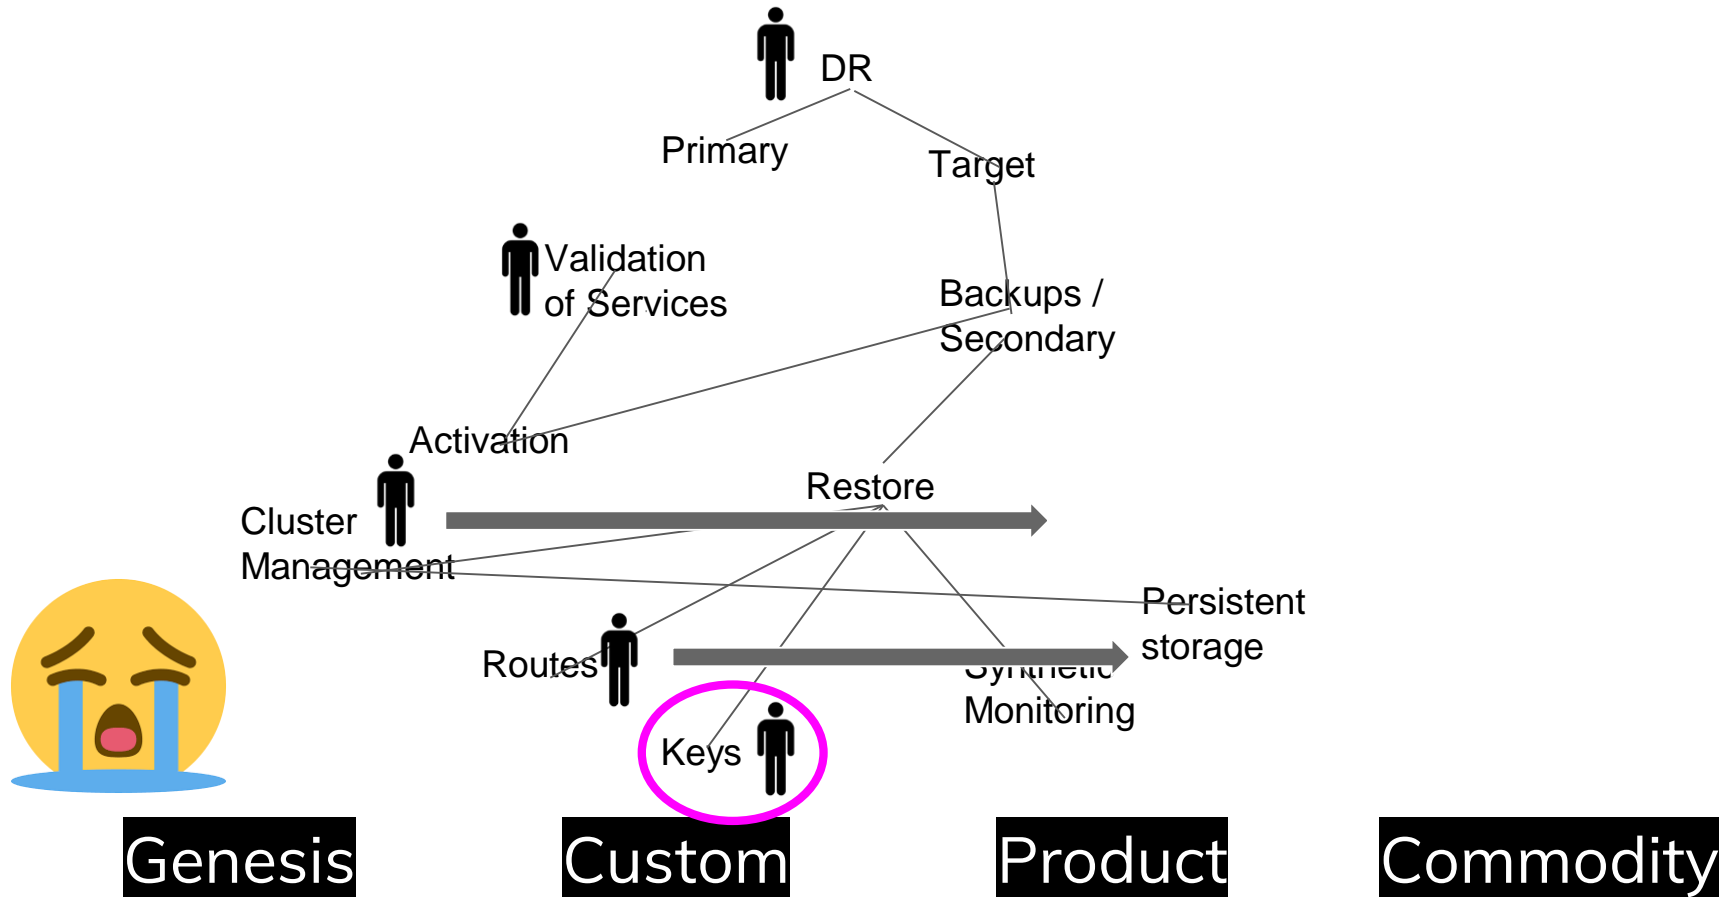 DR
Primary
Target
Validation
of Services
Backups /
Secondary
Activation
Restore
Cluster
Management
Persistent
storage
Routes
Synthetic
Monitoring
Keys
Genesis
Custom
Product
Commodity